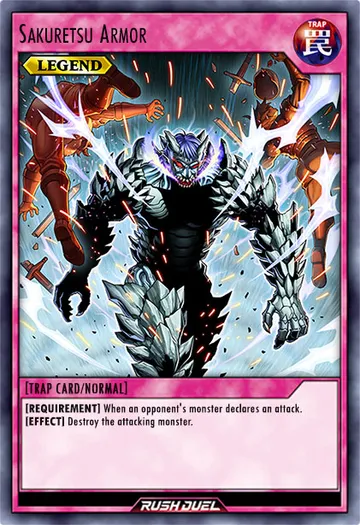 Sakuretsu Armor
TRAP
罠
LEGEND
[TRAP CARD/NORMAL]
[REQUIREMENT] When an opponent's monster declares an attack.
[EFFECT] Destroy the attacking monster.
RUSH DUEL